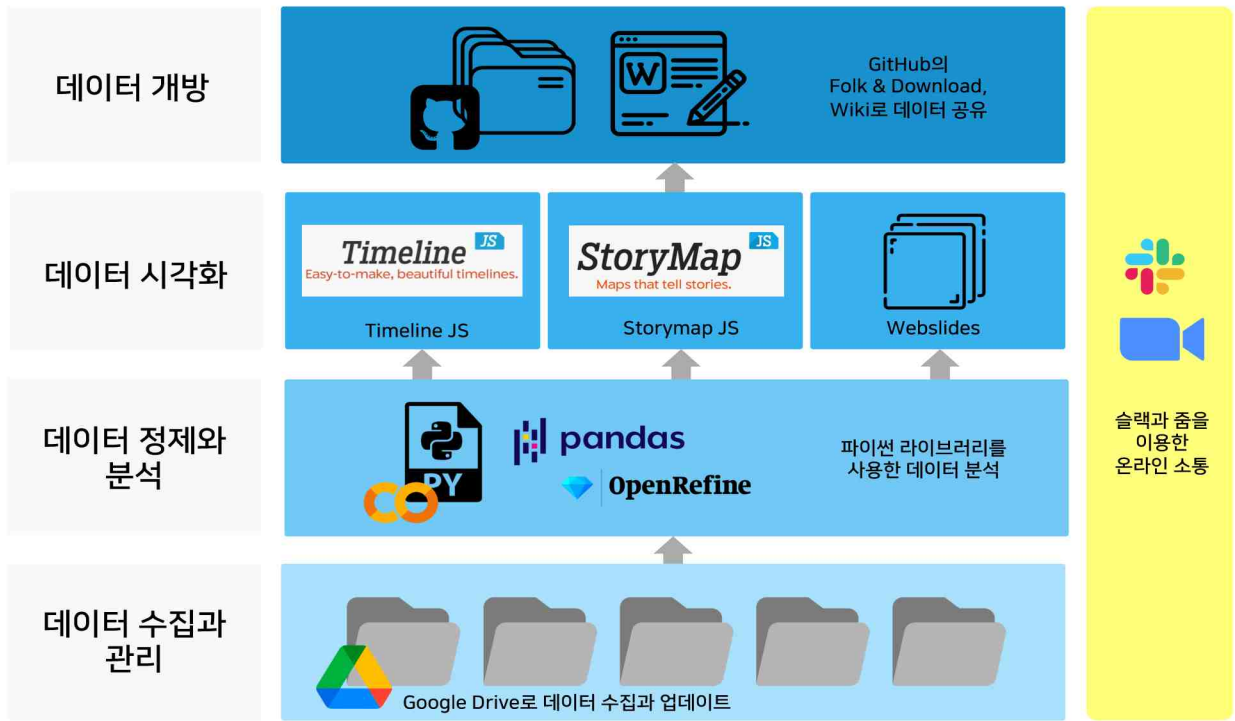 데이터 개방
W
GitHub의
Folk & Download,
Wiki로 데이터 공유
데이터 시각화
Timeline JS
Easy-to-make, beautiful timelines.
Timeline JS
StoryMap JS
Maps that tell stories.
Storymap JS
Webslides
데이터 정제와
분석
PY
pandas
OpenRefine
파이썬 라이브러리를
사용한 데이터 분석
데이터 수집과
관리
Google Drive로 데이터 수집과 업데이트
슬랙과 줌을
이용한
온라인 소통